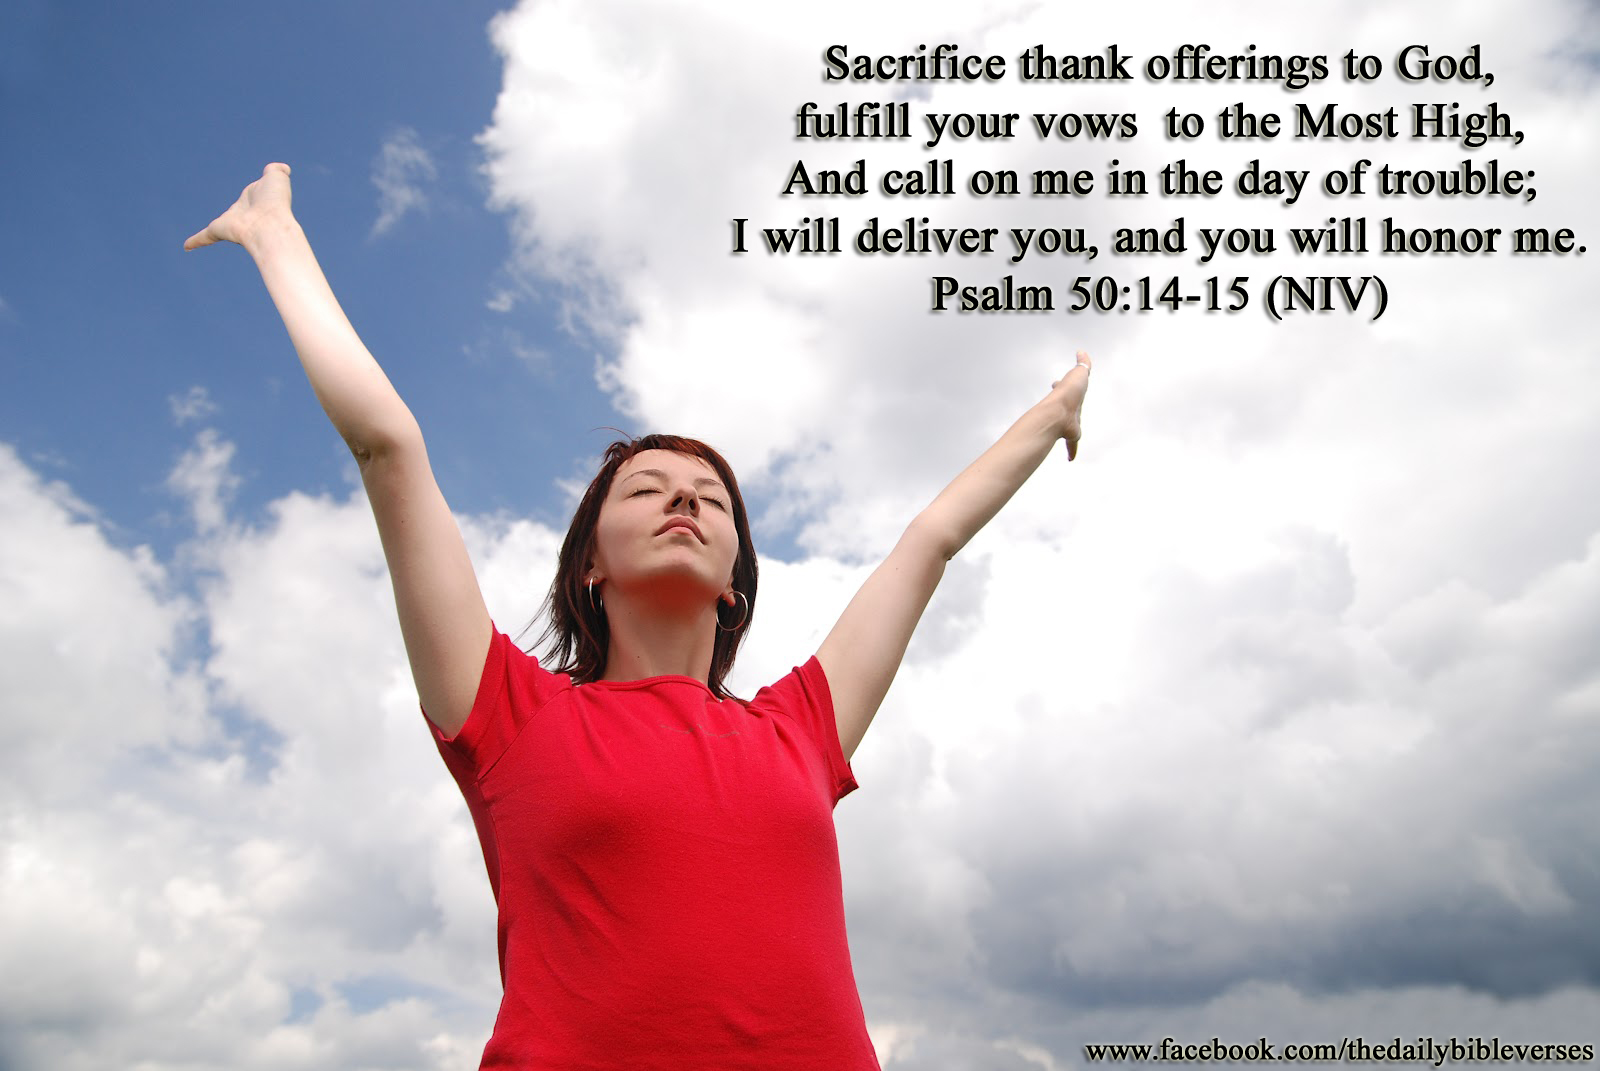 Sacrifice thank offerings to God,
fulfill your vows  to the Most High,
And call on me in the day of trouble;
I will deliver you, and you will honor me.
Psalm 50:14-15 (NIV)
www.facebook.com/thedailybibleverses